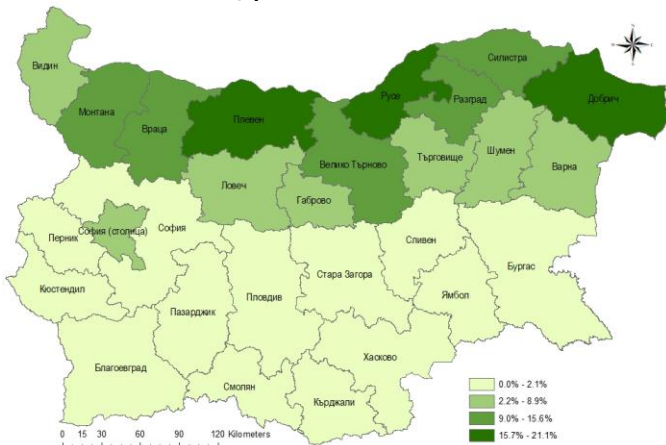 Видин
Монтана
Враца
Плевен
Русе
Силистра
Разград
Добрич
Велико Търново
Търговище
Шумен
Варна
Ловеч
Габрово
София (столица)
София
Перник
Кюстендил
Благоевград
Пазарджик
Пловдив
Смолян
Стара Загора
Сливен
Ямбол
Бургас
Хасково
Кърджали
0.0% - 2.1%
2.2% - 8.9%
9.0% - 15.6%
15.7% - 21.1%
0 15 30 60 90 120 Kilometers